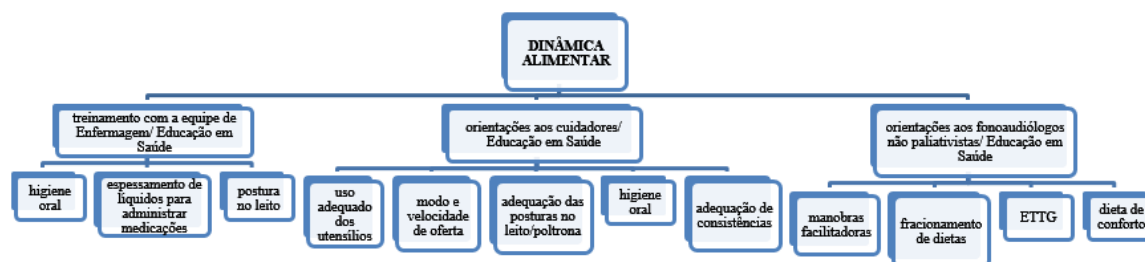 DINÂMICA
ALIMENTAR
treinamento com a equipe de
Enfermagem/ Educação em
Saúde
orientações aos cuidadores/
Educação em Saúde
orientações aos fonoaudiólogos
não paliativistas/ Educação em
Saúde
higiene
oral
espessamento de
líquidos para
administrar
medicações
postura
no leito
uso
adequado
dos
utensílios
modo e
velocidade
de oferta
adequação das
posturas no
leito/poltrona
higiene
oral
adequação de
consistências
manobras
facilitadoras
fracionamento
de dietas
ETTG
dieta de
conforto